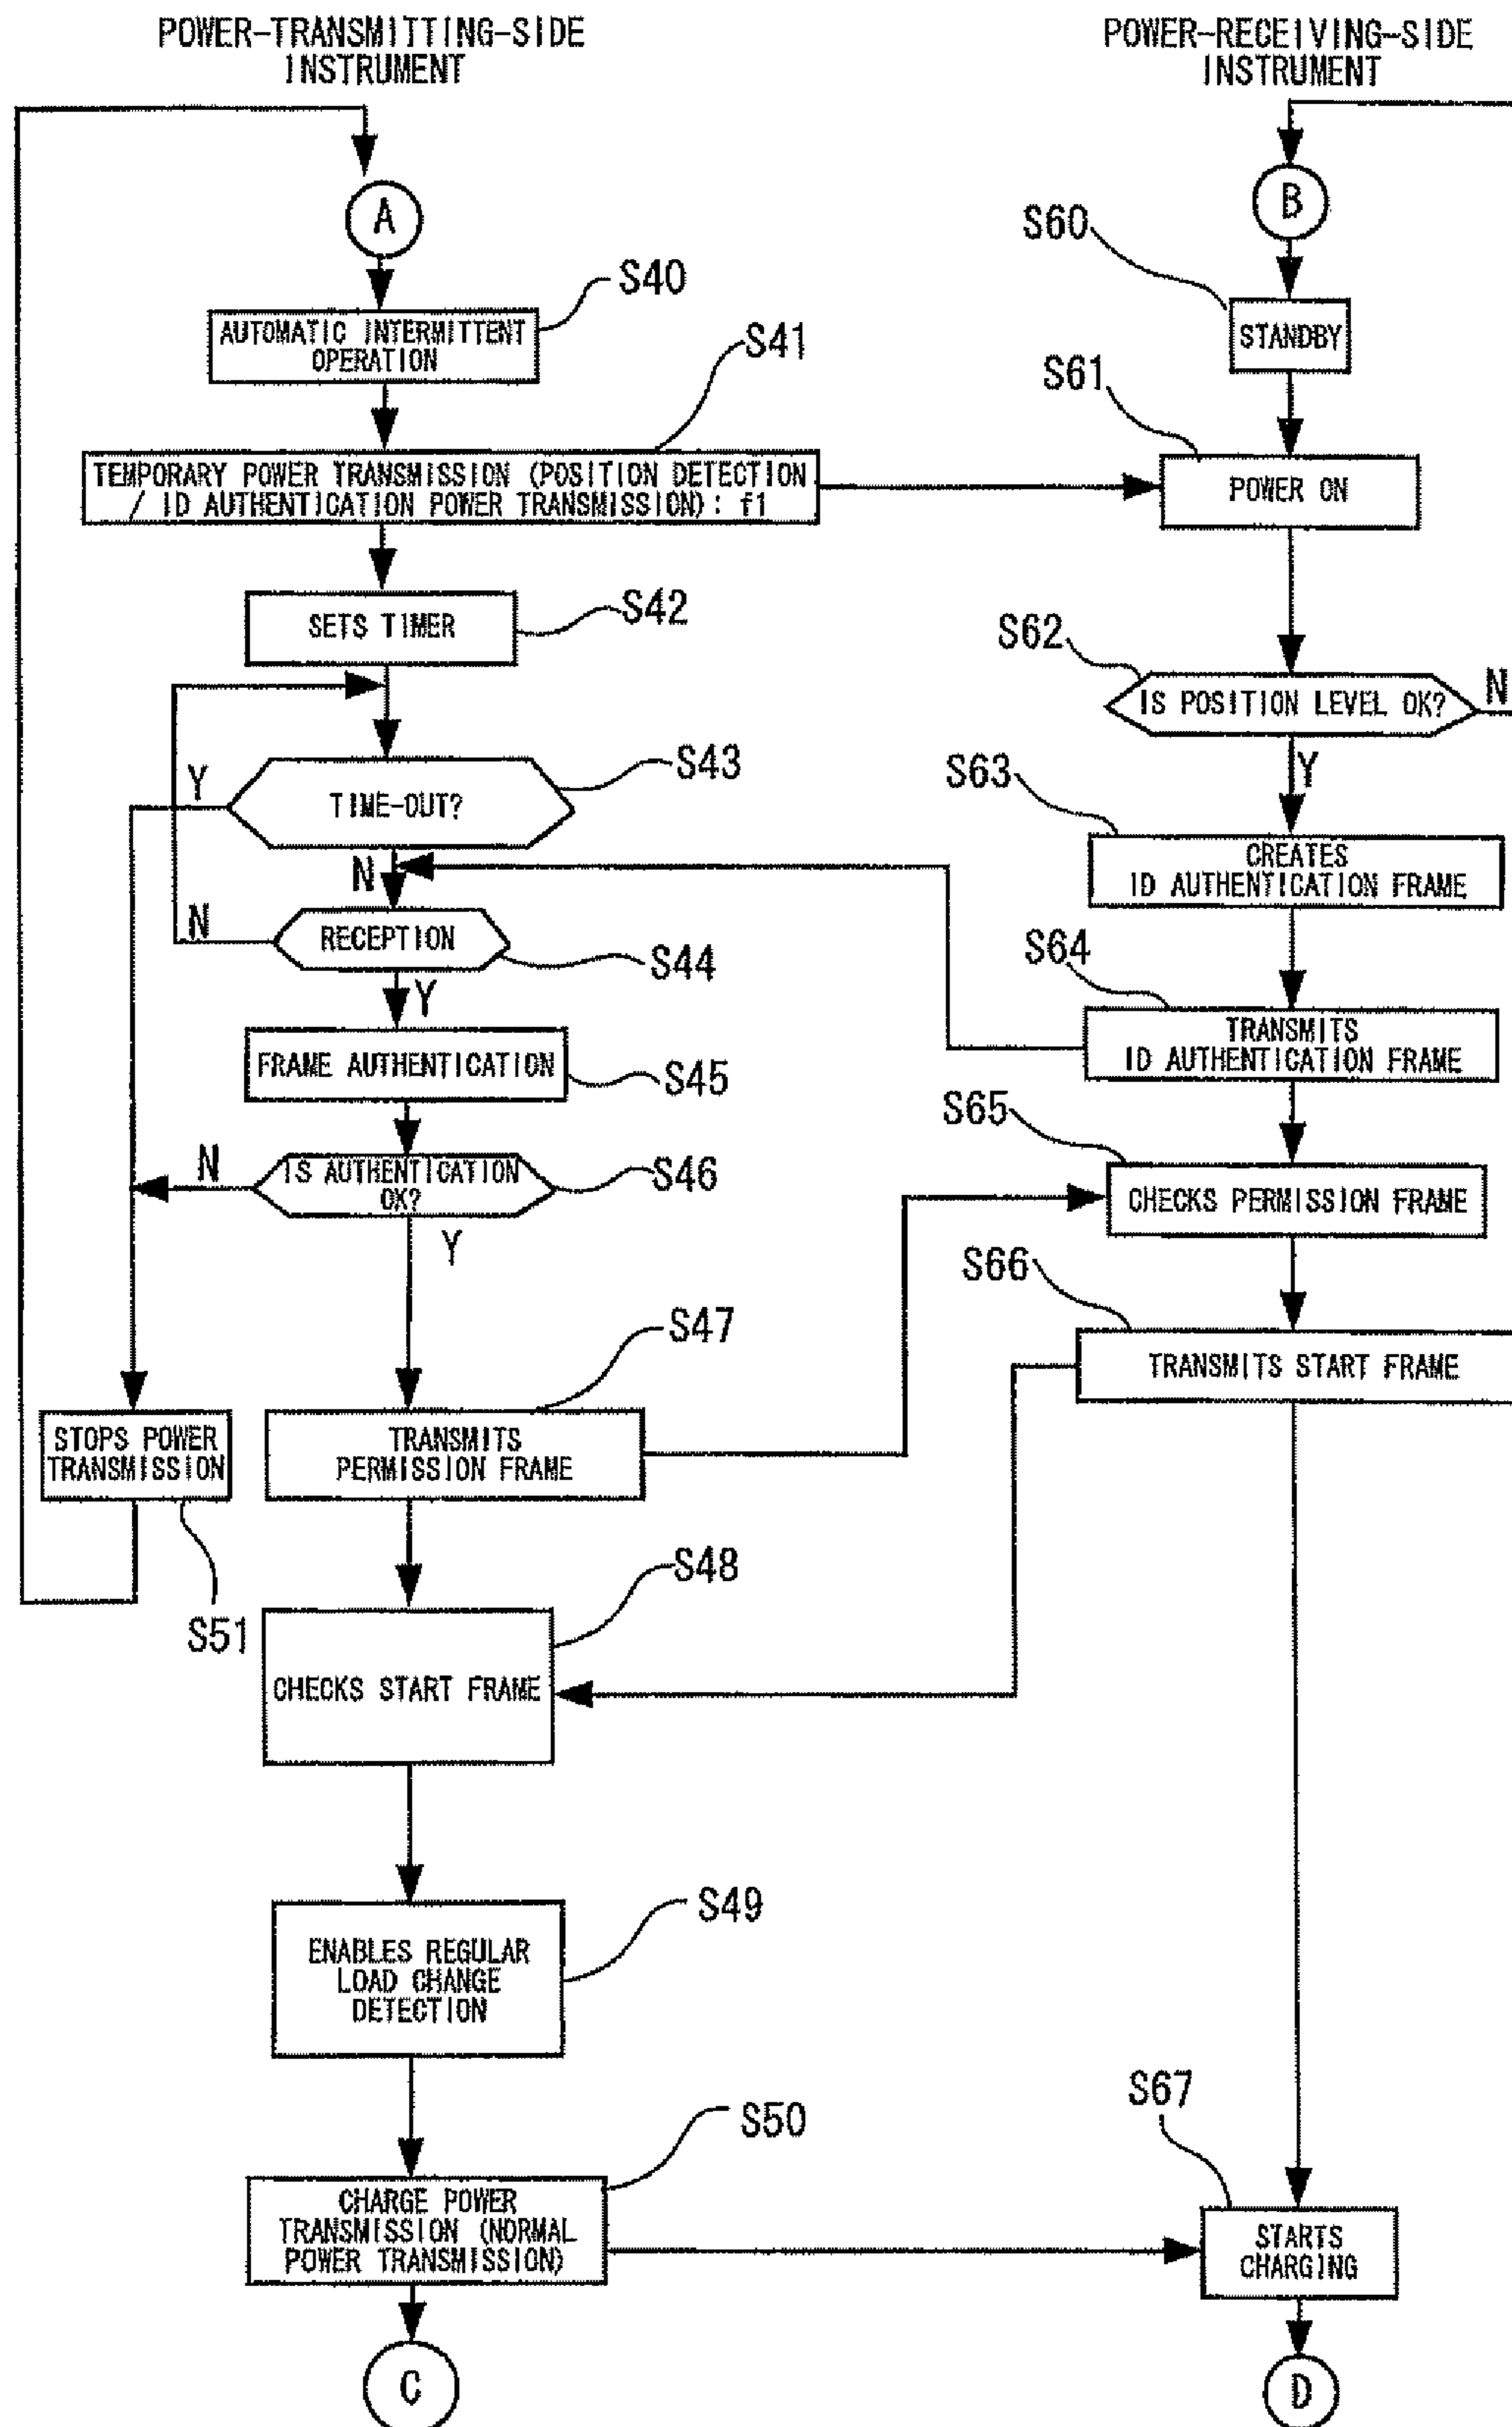 POWER-TRANSMITTING-SIDE
INSTRUMENT
A
S40
AUTOMATIC INTERMITTENT
OPERATION
S41
TEMPORARY POWER TRANSMISSION (POSITION DETECTION
/ ID AUTHENTICATION POWER TRANSMISSION): f1
S42
SETS TIMER
S43
Y
TIME-OUT?
N
N
RECEPTION
S44
Y
FRAME AUTHENTICATION
S45
N
IS AUTHENTICATION
OK?
S46
Y
S47
STOPS POWER
TRANSMISSION
TRANSMITS
PERMISSION FRAME
S51
S48
CHECKS START FRAME
S49
ENABLES REGULAR
LOAD CHANGE
DETECTION
S50
CHARGE POWER
TRANSMISSION (NORMAL
POWER TRANSMISSION)
C
POWER-RECEIVING-SIDE
INSTRUMENT
B
S60
STANDBY
S61
POWER ON
S62
IS POSITION LEVEL OK?
N
Y
S63
CREATES
ID AUTHENTICATION FRAME
S64
TRANSMITS
ID AUTHENTICATION FRAME
S65
CHECKS PERMISSION FRAME
S66
TRANSMITS START FRAME
S67
STARTS
CHARGING
D